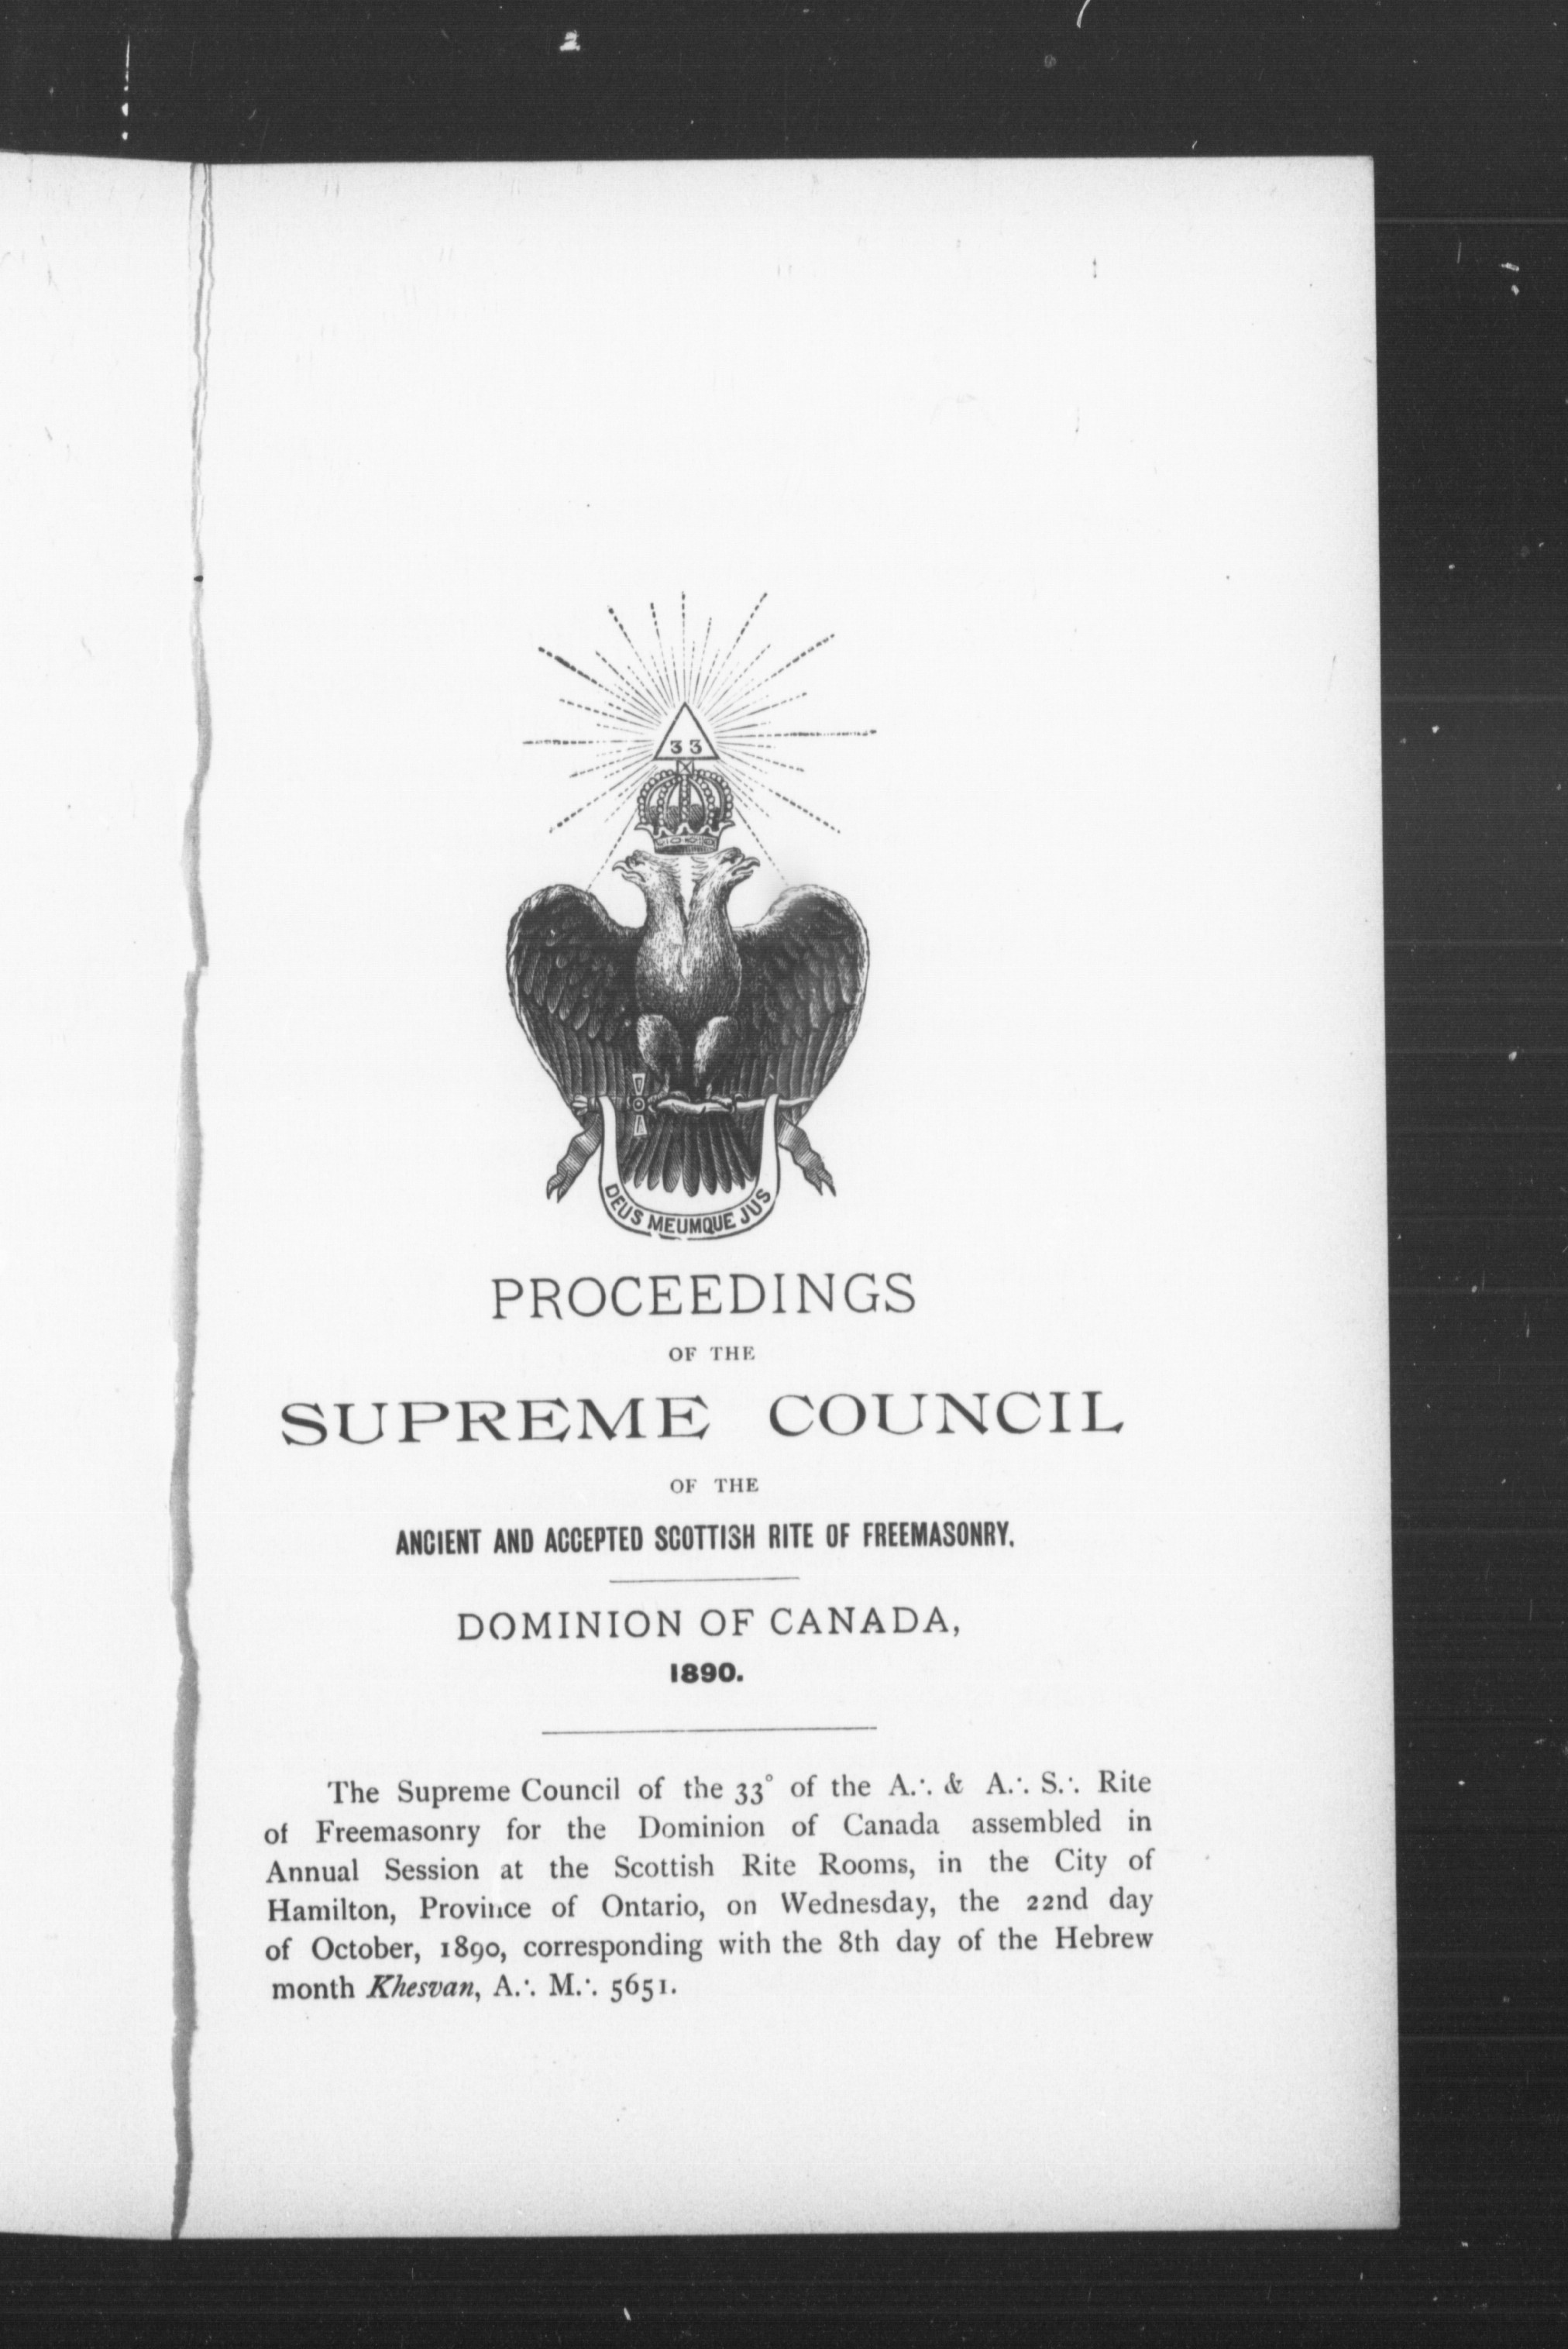 33
DEUS MEUMQUE JUS
PROCEEDINGS
OF THE
SUPREME COUNCIL
OF THE
ANCIENT AND ACCEPTED SCOTTISH RITE OF FREEMASONRY.
DOMINION OF CANADA,
1890.
The Supreme Council of the 33° of the A.·. & A.·. S.·. Rite
of Freemasonry for the Dominion of Canada assembled in
Annual Session at the Scottish Rite Rooms, in the City of
Hamilton, Province of Ontario, on Wednesday, the 22nd day
of October, 1890, corresponding with the 8th day of the Hebrew
month Khesvan, A.·. M.·. 5651.